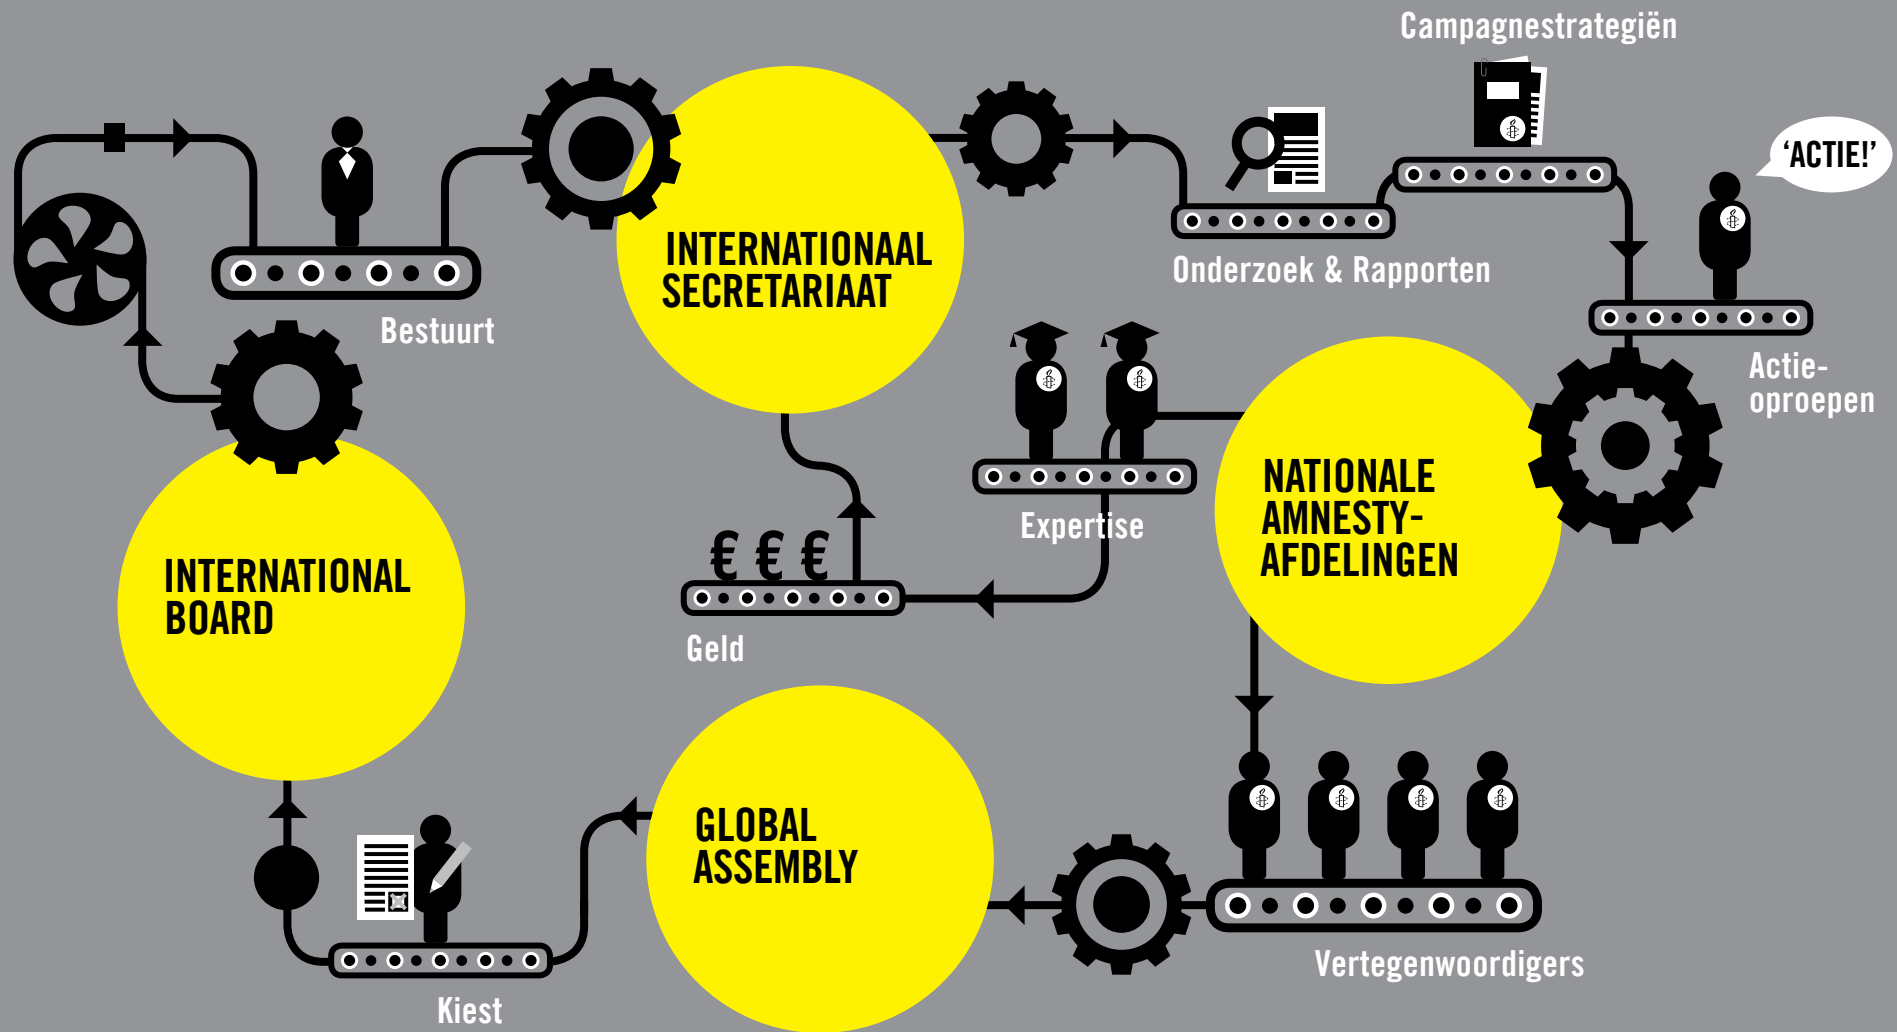 Campagnestrategiën
‘ACTIE!’
INTERNATIONAAL
SECRETARIAAT
Onderzoek & Rapporten
Bestuurt
Actie-
oproepen
NATIONALE
AMNESTY-
AFDELINGEN
Expertise
INTERNATIONAL
BOARD
€ € €
Geld
GLOBAL
ASSEMBLY
Vertegenwoordigers
Kiest